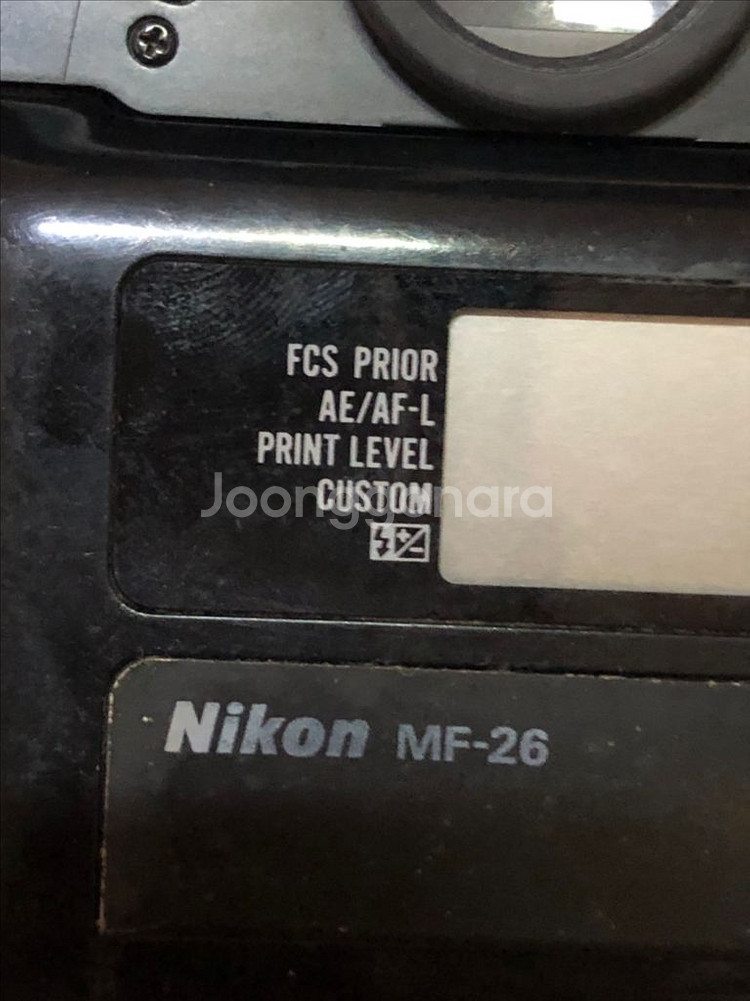 FCS PRIOR
AE/AF-L
PRINT LEVEL
CUSTOM
Joonggonara
Nikon MF-26